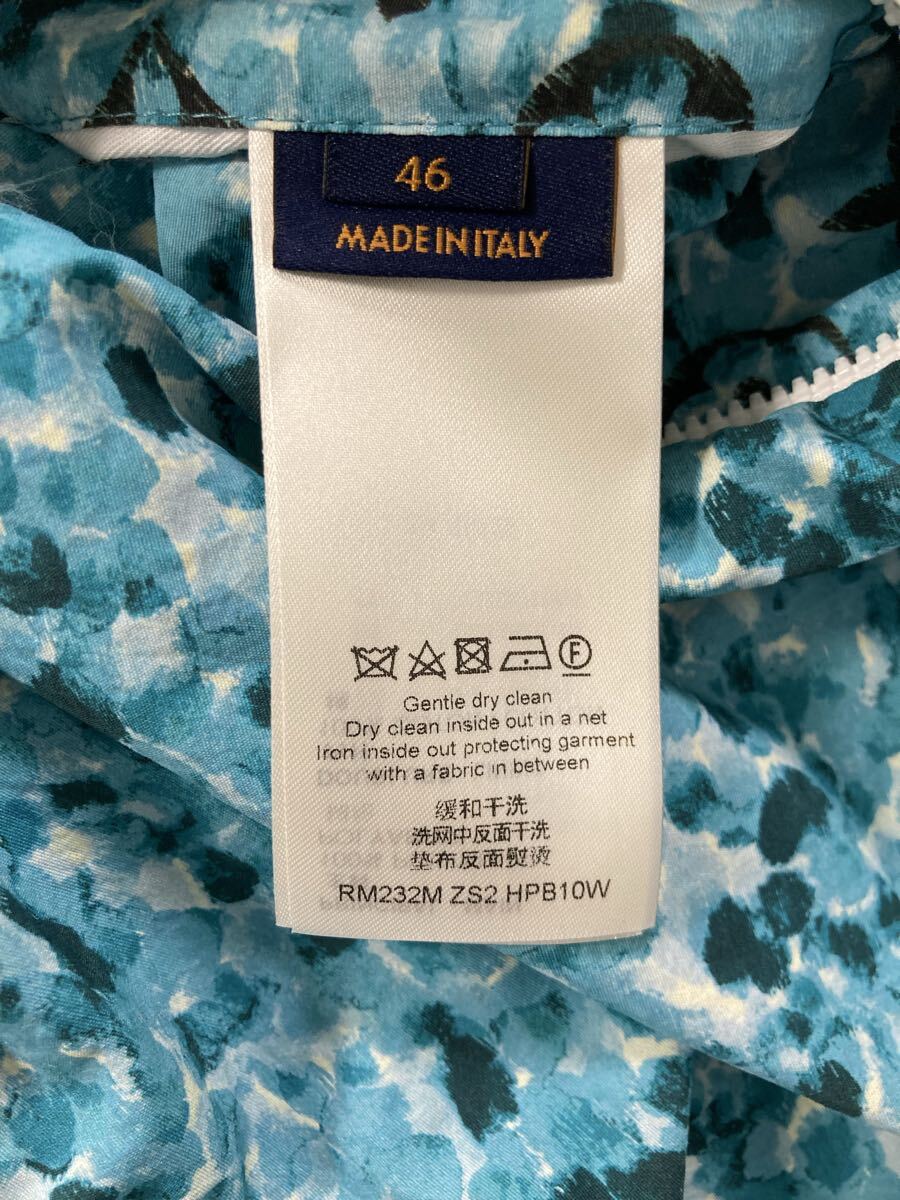 46
MADE IN ITALY
F
Gentle dry clean
Dry clean inside out in a net
Iron inside out protecting garment
with a fabric in between
缓和干洗
洗网中反面干洗
垫布反面熨烫
RM232M ZS2 HPB10W